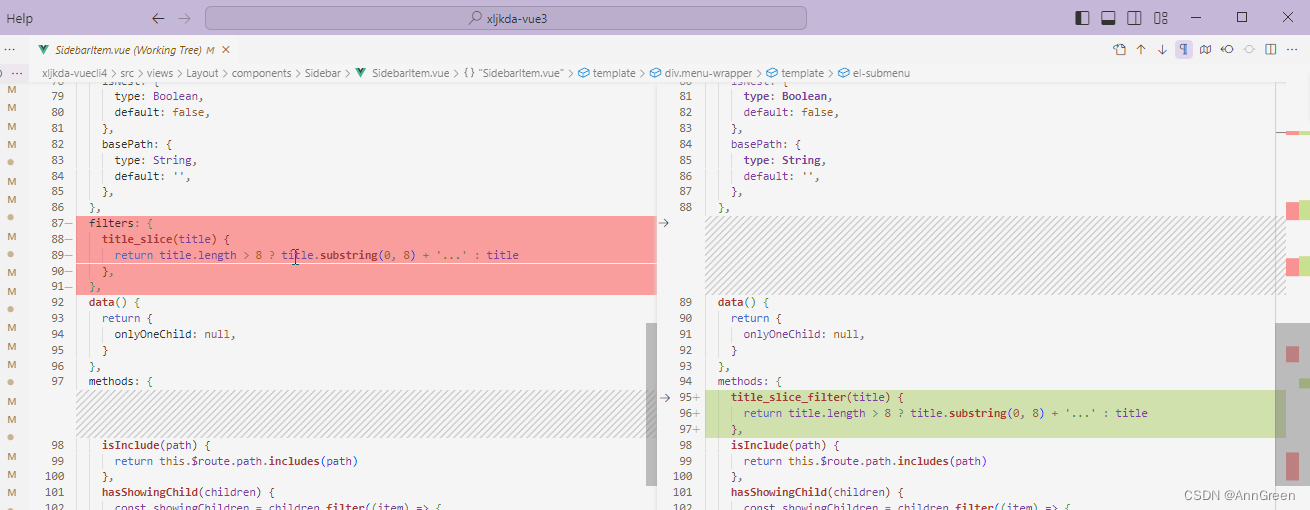 Help
xljkda-vue3
SidebarItem.vue (Working Tree) M
xljkda-vuecli4 > src > views > Layout > components > Sidebar > SidebarItem.vue > {} "SidebarItem.vue" > template > div.menu-wrapper > template > el-submenu
79 type: Boolean,
80 default: false,
81 },
82 basePath: {
83 type: String,
84 default: '',
85 },
86 },
87 filters: {
88 title_slice(title) {
89 return title.length > 8 ? title.substring(0, 8) + '...' : title
90 },
91 },
92 data() {
93 return {
94 onlyOneChild: null,
95 }
96 },
97 methods: {
98 isInclude(path) {
99 return this.$route.path.includes(path)
100 },
101 hasShowingChild(children) {
102 const showingChildren = children.filter((item) => {
81 type: Boolean,
82 default: false,
83 },
84 basePath: {
85 type: String,
86 default: '',
87 },
88 },
89 data() {
90 return {
91 onlyOneChild: null,
92 }
93 },
94 methods: {
95+ title_slice_filter(title) {
96+ return title.length > 8 ? title.substring(0, 8) + '...' : title
97+ },
98 isInclude(path) {
99 return this.$route.path.includes(path)
100 },
101 hasShowingChild(children) {
102 const showingChildren = children.filter((item) => {
CSDN @AnnGreen